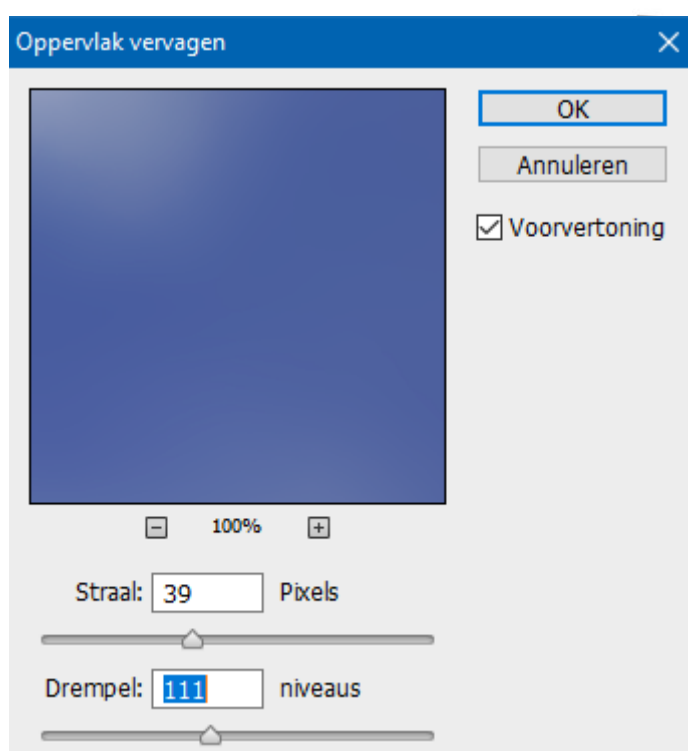 Oppervlak vervagen
OK
Annuleren
Voorvertoning
100%
Straal: 39 Pixels
Drempel: 111 niveaus